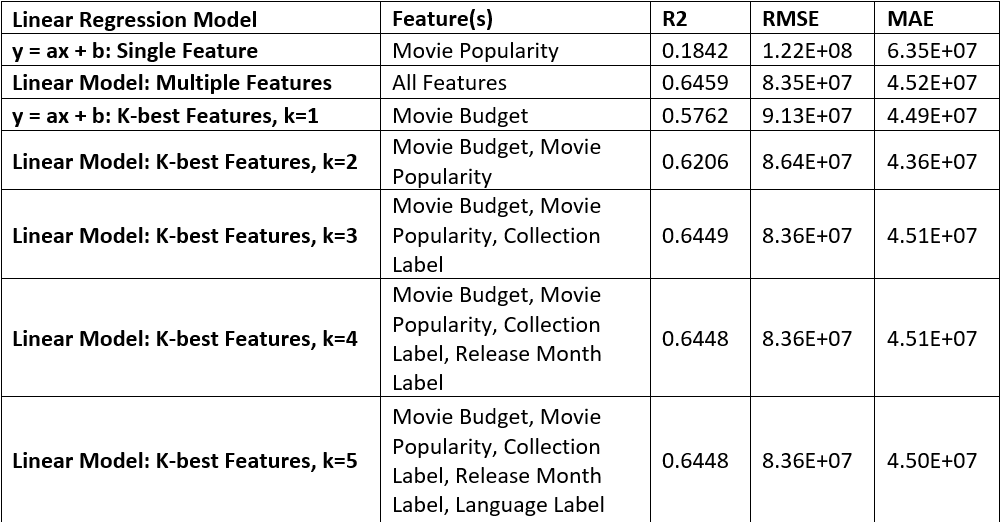 Linear Regression Model Feature(s) R2 RMSE MAE
y = ax + b: Single Feature Movie Popularity 0.1842 1.22E+08 6.35E+07
Linear Model: Multiple Features All Features 0.6459 8.35E+07 4.52E+07
y = ax + b: K-best Features, k=1 Movie Budget 0.5762 9.13E+07 4.49E+07
Linear Model: K-best Features, k=2 Movie Budget, Movie
Popularity 0.6206 8.64E+07 4.36E+07
Linear Model: K-best Features, k=3 Movie Budget, Movie
Popularity, Collection
Label 0.6449 8.36E+07 4.51E+07
Linear Model: K-best Features, k=4 Movie Budget, Movie
Popularity, Collection
Label, Release Month
Label 0.6448 8.36E+07 4.51E+07
Linear Model: K-best Features, k=5 Movie Budget, Movie
Popularity, Collection
Label, Release Month
Label, Language Label 0.6448 8.36E+07 4.50E+07